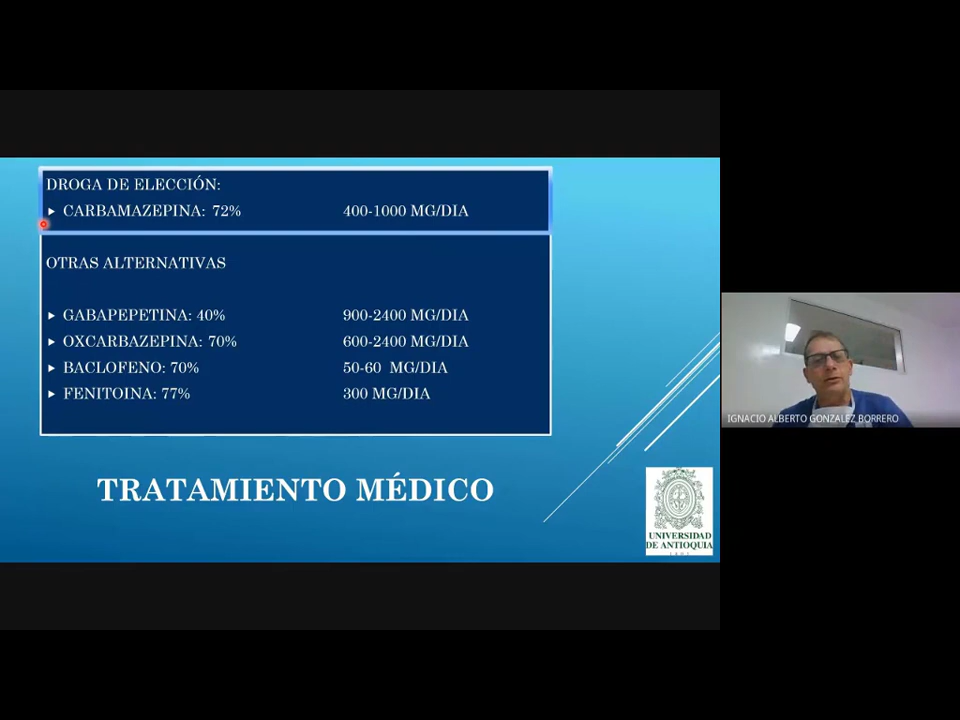 DROGA DE ELECCIÓN:
CARBAMAZEPINA: 72% 400-1000 MG/DIA
OTRAS ALTERNATIVAS
GABAPEPETINA: 40% 900-2400 MG/DIA
OXCARBAZEPINA: 70% 600-2400 MG/DIA
BACLOFENO: 70% 50-60 MG/DIA
FENITOINA: 77% 300 MG/DIA
TRATAMIENTO MÉDICO
UNIVERSIDAD
DE ANTIOQUIA
IGNACIO ALBERTO GONZALEZ BORRERO